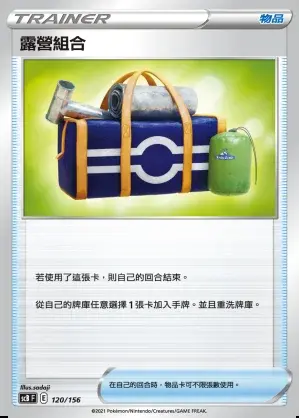 TRAINER
物品
露營組合
若使用了這張卡,則自己的回合結束。
從自己的牌庫任意選擇1張卡加入手牌。並且重洗牌庫。
Illus.sadaji
在自己的回合時,物品卡可不限張數使用。
SCD F E 120/156
©2021 Pokémon/Nintendo/Creatures/GAME FREAK.